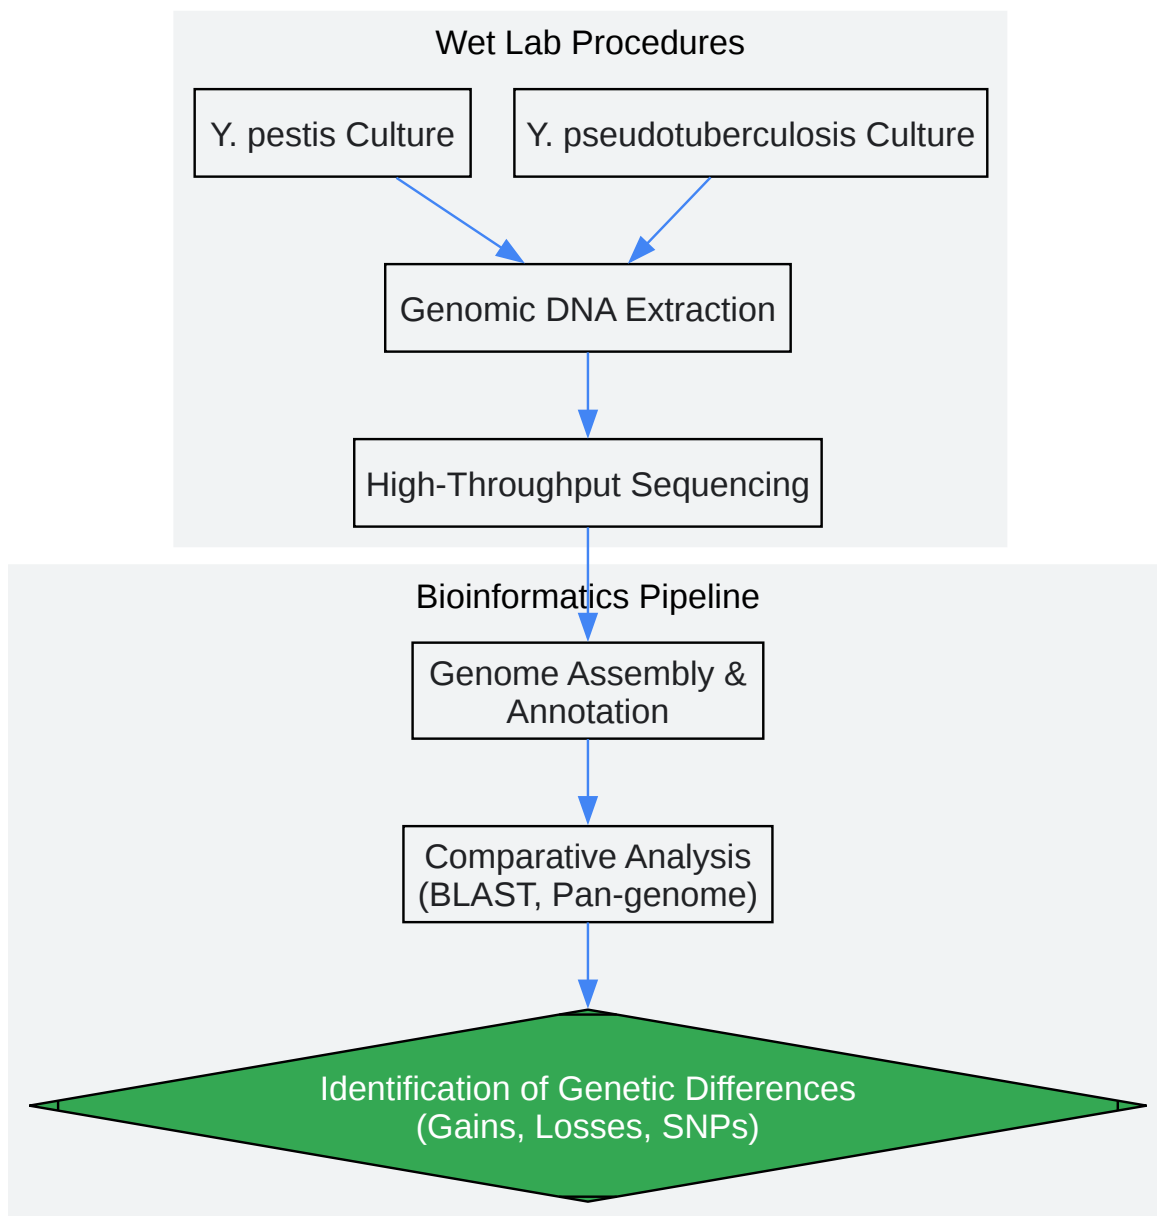 Wet Lab Procedures
Y. pestis Culture
Y. pseudotuberculosis Culture
Genomic DNA Extraction
High-Throughput Sequencing
Bioinformatics Pipeline
Genome Assembly &
Annotation
Comparative Analysis
(BLAST, Pan-genome)
Identification of Genetic Differences
(Gains, Losses, SNPs)